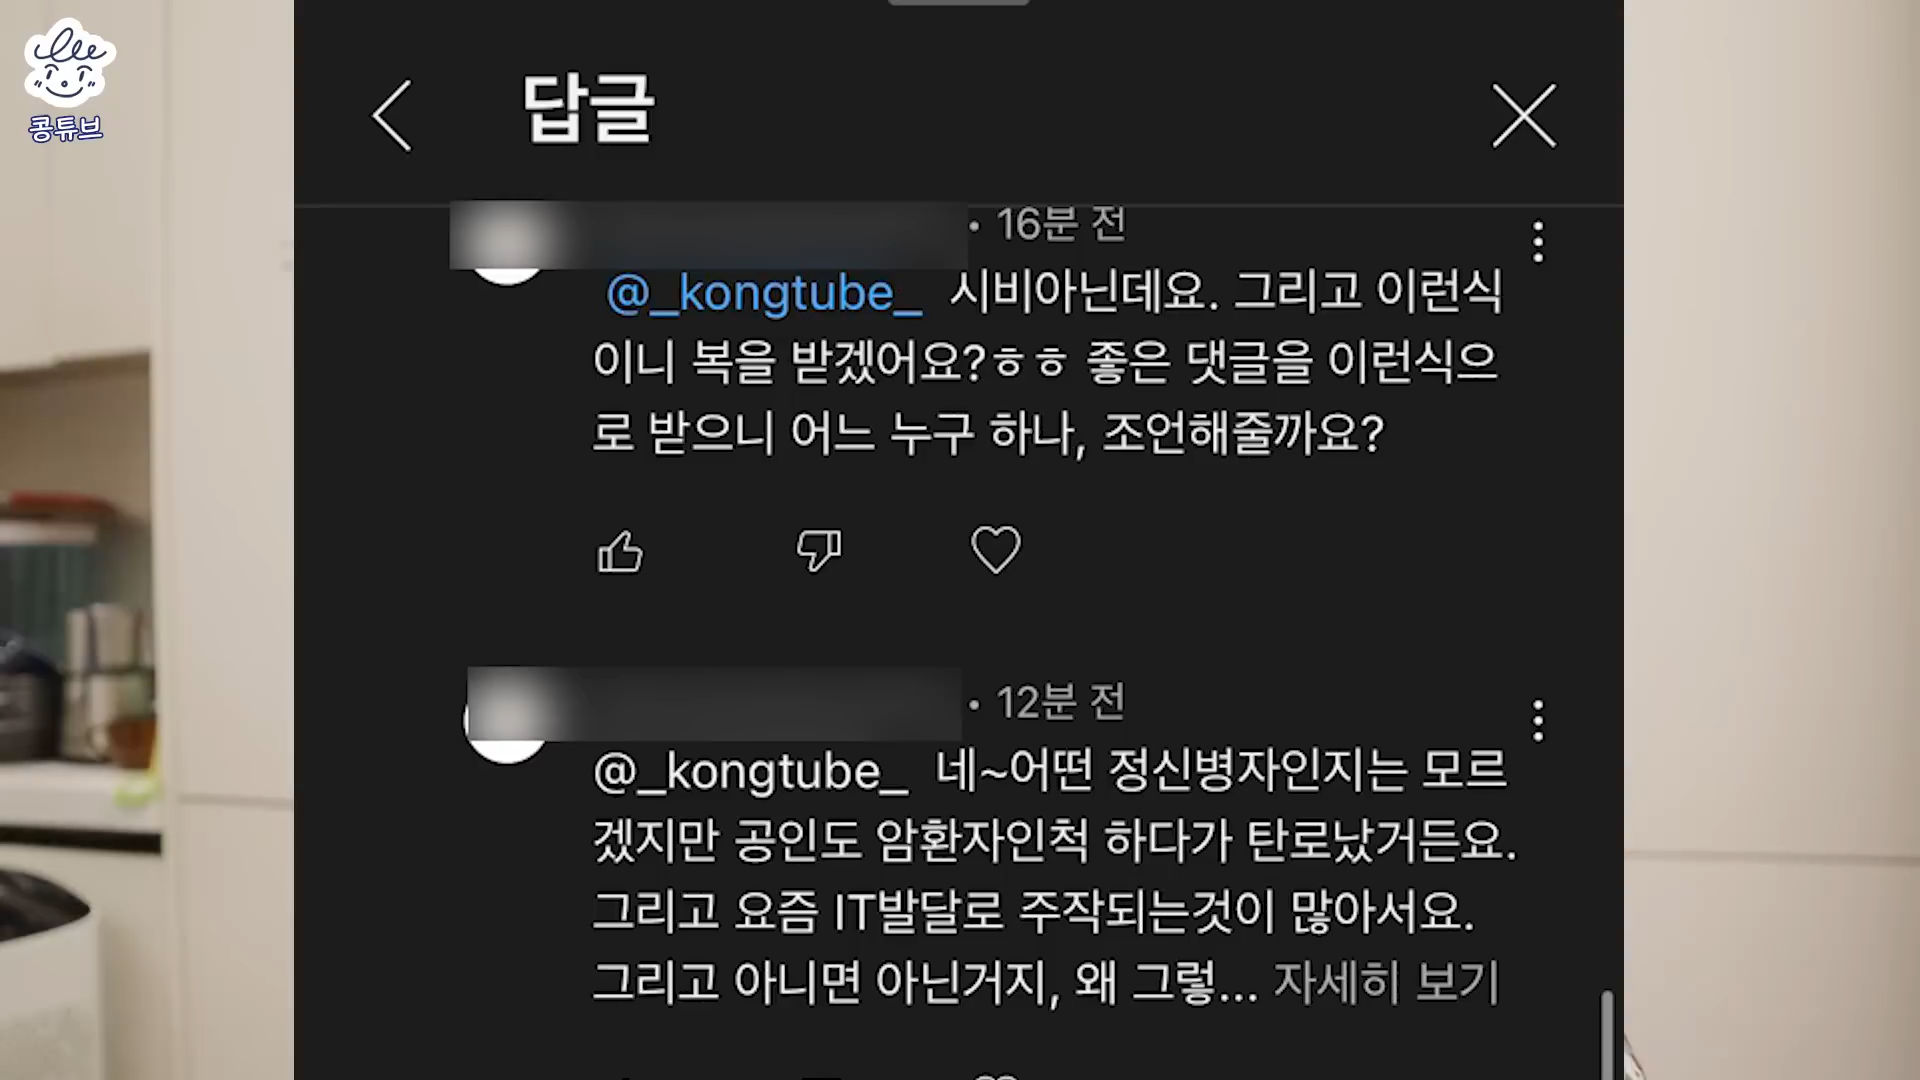 콩튜브
답글
• 16분 전
@_kongtube_ 시비아닌데요. 그리고 이런식
이니 복을 받겠어요?ㅎㅎ 좋은 댓글을 이런식으
로 받으니 어느 누구 하나, 조언해줄까요?
• 12분 전
@_kongtube_ 네~어떤 정신병자인지는 모르
겠지만 공인도 암환자인척 하다가 탄로났거든요.
그리고 요즘 IT발달로 주작되는것이 많아서요.
그리고 아니면 아닌거지, 왜 그렇... 자세히 보기